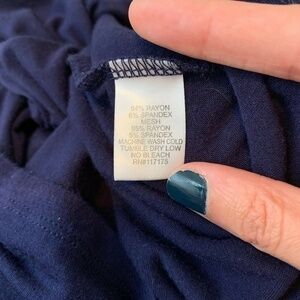 94% RAYON
6% SPANDEX
MESH
95% RAYON
5% SPANDEX
MACHINE WASH COLD
TUMBLE DRY LOW
NO BLEACH
RN#117175